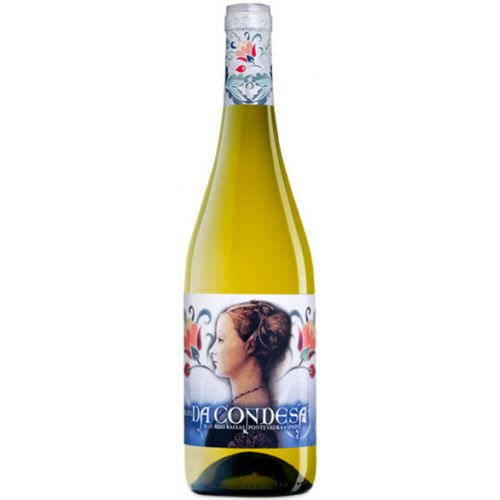 DA CONDESA
D.O. RÍAS BAIXAS PONTEVEDRA • SPAIN